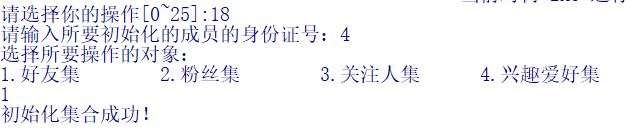 请选择你的操作[0~25]:18
请输入所要初始化的成员的身份证号：4
选择所要操作的对象：
1.好友集 2.粉丝集 3.关注人集 4.兴趣爱好集
1
初始化集合成功！